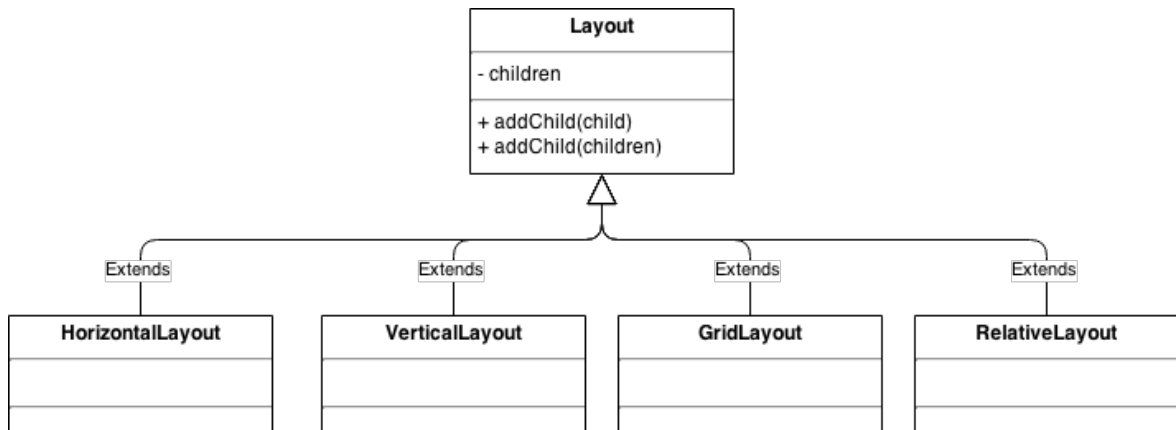 Layout
- children
+ addChild(child)
+ addChild(children)
Extends
Extends
Extends
Extends
HorizontalLayout
VerticalLayout
GridLayout
RelativeLayout